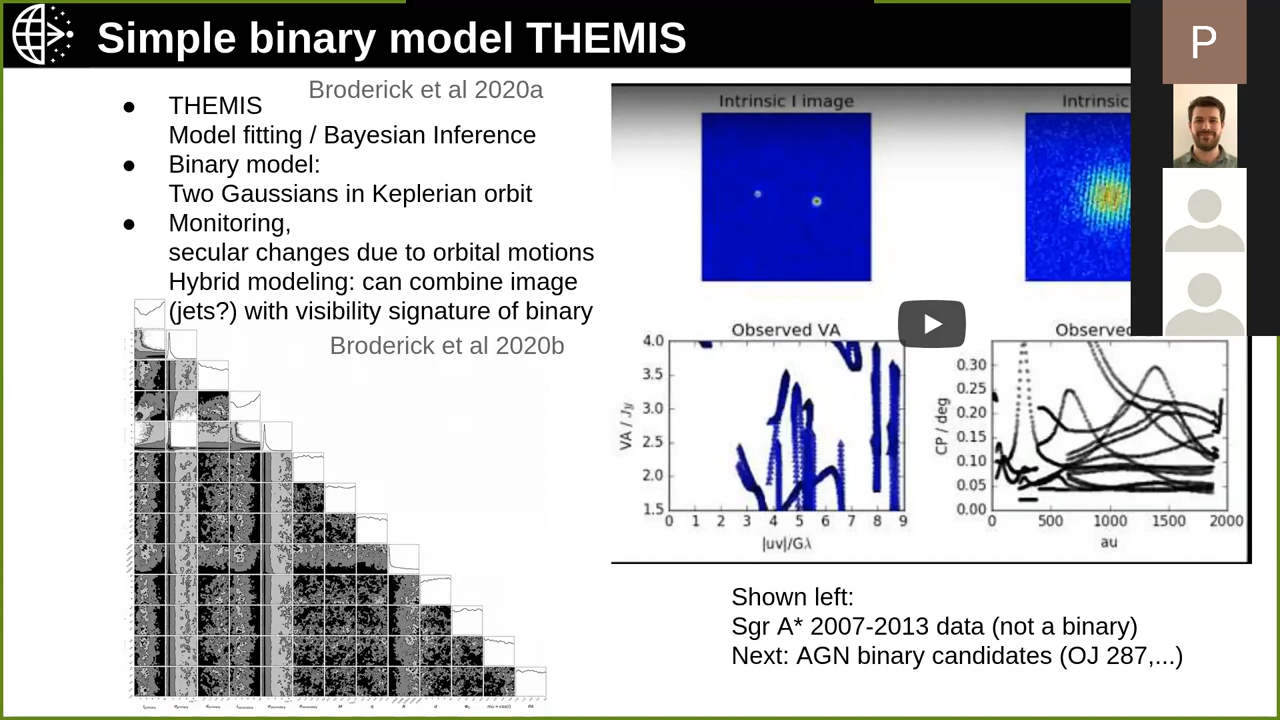 Simple binary model THEMIS
P
Broderick et al 2020a
● THEMIS
Model fitting / Bayesian Inference
● Binary model:
Two Gaussians in Keplerian orbit
● Monitoring,
secular changes due to orbital motions
Hybrid modeling: can combine image
(jets?) with visibility signature of binary
Broderick et al 2020b
Intrinsic I image
Intrinsic
Observed VA
VA / Jy
4.0
3.5
3.0
2.5
2.0
1.5
0 1 2 3 4 5 6 7 8 9
|uv|/Gλ
Observed
CP / deg
0.30
0.25
0.20
0.15
0.10
0.05
0.00
0 500 1000 1500 2000
au
Shown left:
Sgr A* 2007-2013 data (not a binary)
Next: AGN binary candidates (OJ 287,...)